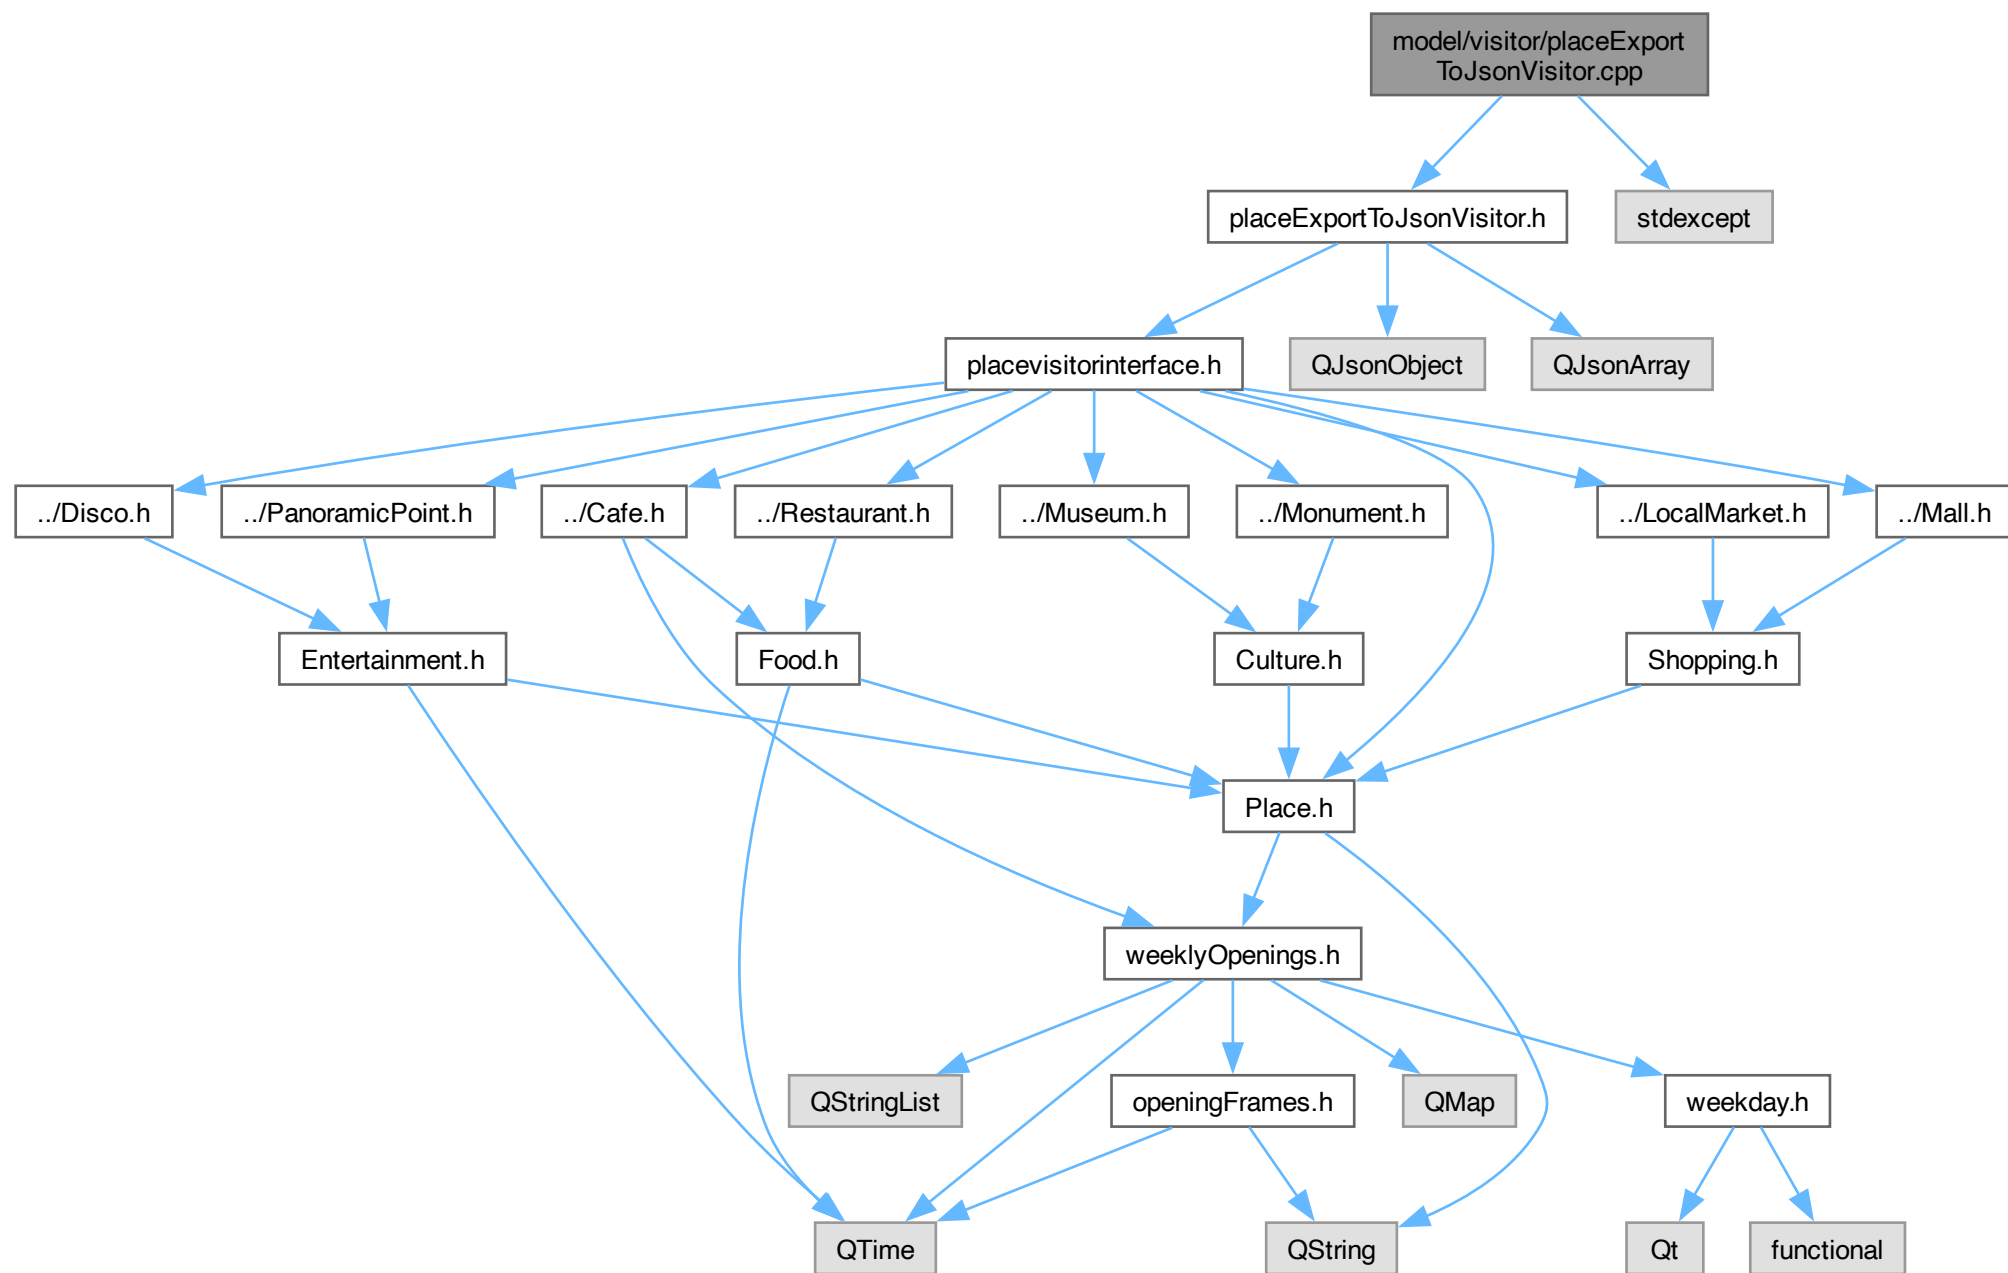 model/visitor/placeExport
ToJsonVisitor.cpp
placeExportToJsonVisitor.h
stdexcept
placevisitorinterface.h
QJsonObject
QJsonArray
../Disco.h
../PanoramicPoint.h
../Cafe.h
../Restaurant.h
../Museum.h
../Monument.h
../LocalMarket.h
../Mall.h
Entertainment.h
Food.h
Culture.h
Shopping.h
Place.h
weeklyOpenings.h
QStringList
openingFrames.h
QMap
weekday.h
QTime
QString
Qt
functional